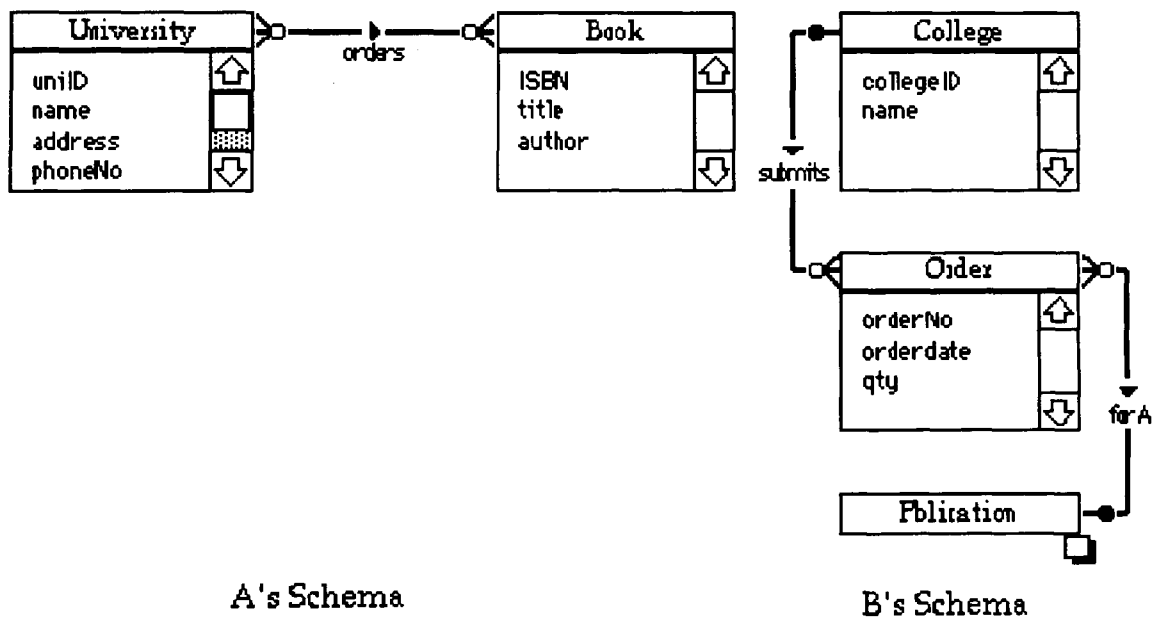 University
uniID
name
address
phoneNo
orders
Book
ISBN
title
author
College
collegeID
name
submits
Order
orderNo
orderdate
qty
for A
Pblication
A's Schema
B's Schema